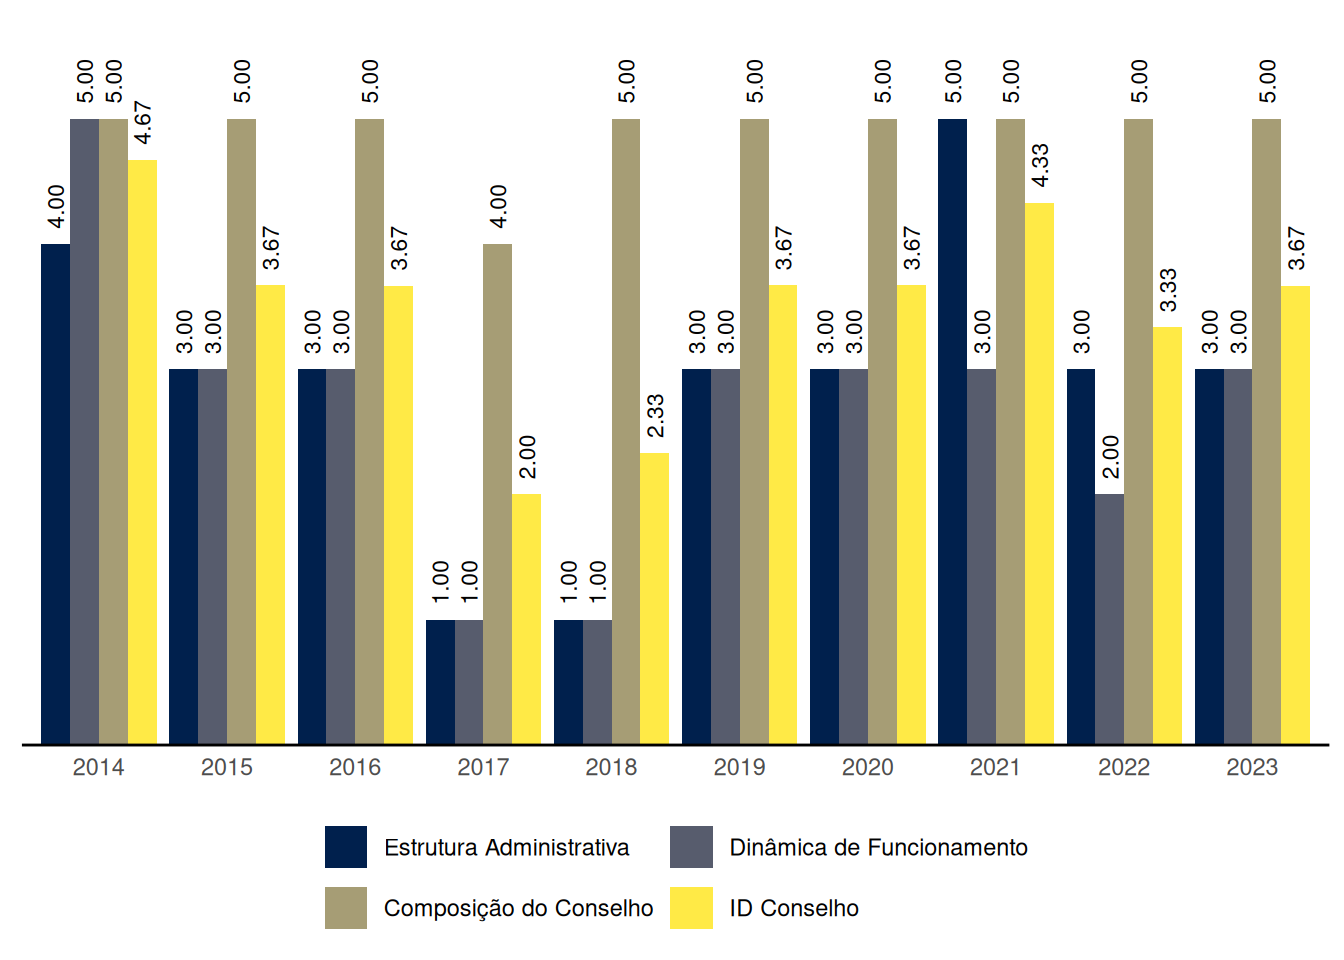 4.00 5.00 5.00 4.67
3.00 3.00 5.00 3.67
3.00 3.00 5.00 3.67
1.00 1.00 4.00 2.00
1.00 1.00 5.00 2.33
3.00 3.00 5.00 3.67
3.00 3.00 5.00 3.67
5.00 3.00 5.00 4.33
3.00 2.00 5.00 3.33
3.00 3.00 5.00 3.67
2014 2015 2016 2017 2018 2019 2020 2021 2022 2023
Estrutura Administrativa Dinâmica de Funcionamento
Composição do Conselho ID Conselho